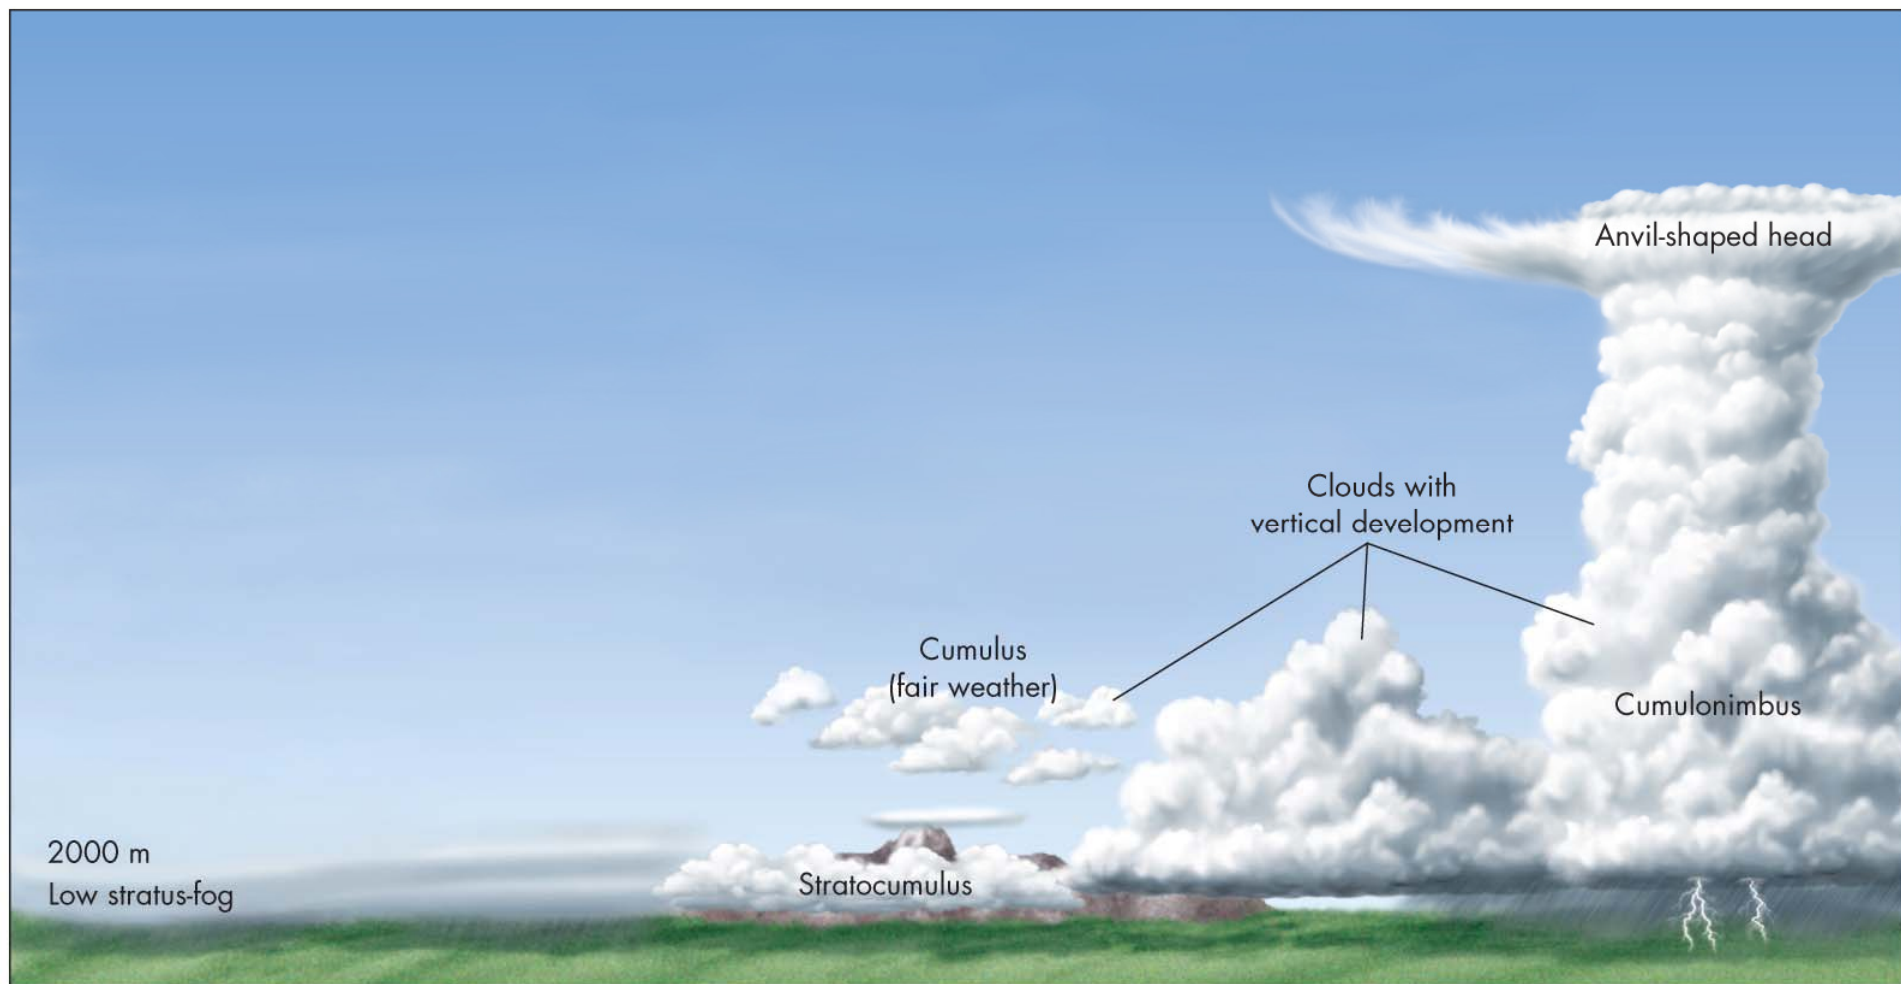 Anvil-shaped head
Clouds with
vertical development
Cumulus
(fair weather)
Cumulonimbus
2000 m
Low stratus-fog
Stratocumulus